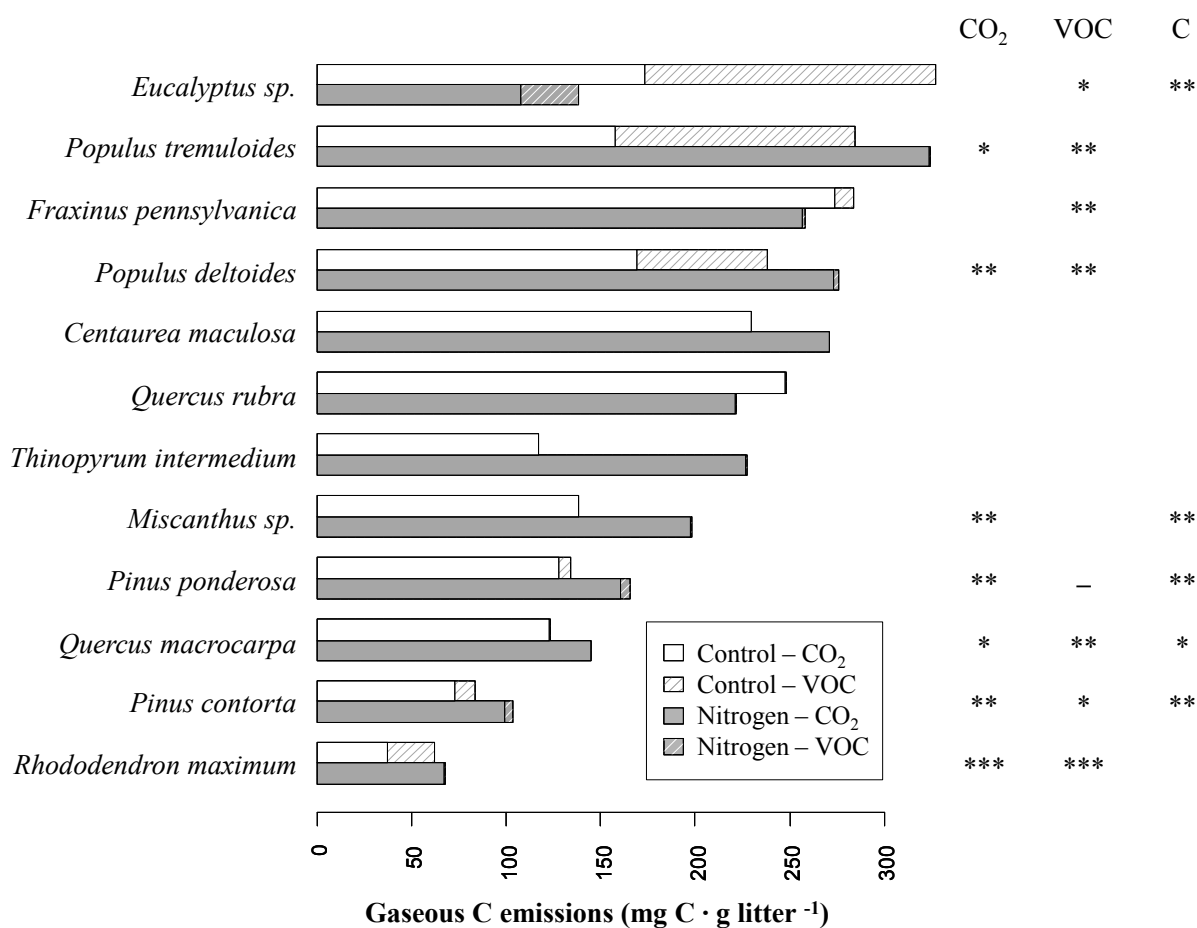 CO₂ VOC C
Eucalyptus sp. * **
Populus tremuloides * **
Fraxinus pennsylvanica **
Populus deltoides ** **
Centaurea maculosa
Quercus rubra
Thinopyrum intermedium
Miscanthus sp. ** **
Pinus ponderosa ** – **
Quercus macrocarpa * ** *
Pinus contorta ** * **
Rhododendron maximum *** ***
Control – CO₂
Control – VOC
Nitrogen – CO₂
Nitrogen – VOC
0 50 100 150 200 250 300
Gaseous C emissions (mg C · g litter ⁻¹)